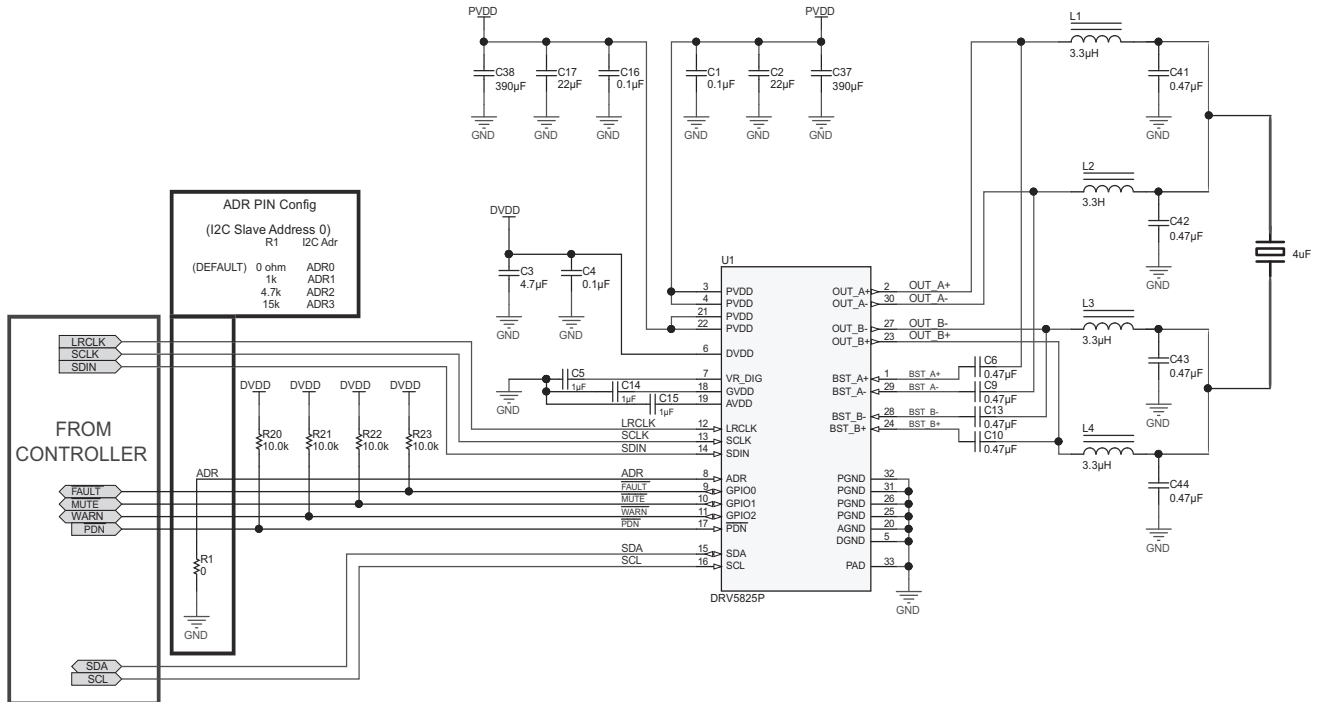 PVDD
C38
390µF
GND
C17
22µF
GND
C16
0.1µF
GND
PVDD
C1
0.1µF
GND
C2
22µF
GND
C37
390µF
GND
L1
3.3µH
C41
0.47µF
GND
L2
3.3H
C42
0.47µF
GND
4uF
L3
3.3µH
C43
0.47µF
GND
L4
3.3µH
C44
0.47µF
GND
ADR PIN Config
(I2C Slave Address 0)
R1 I2C Adr
(DEFAULT) 0 ohm ADR0
1k ADR1
4.7k ADR2
15k ADR3
DVDD
C3
4.7µF
GND
C4
0.1µF
GND
U1
3 PVDD
4 PVDD
21 PVDD
22 PVDD
6 DVDD
7 VR_DIG
18 GVDD
19 AVDD
LRCLK 12 LRCLK
SCLK 13 SCLK
SDIN 14 SDIN
ADR 8 ADR
FAULT 9 GPIO0
MUTE 10 GPIO1
WARN 11 GPIO2
PDN 17 PDN
SDA 15 SDA
SCL 16 SCL
OUT_A+ 2 OUT_A+
OUT_A- 30 OUT_A-
OUT_B- 27 OUT_B-
OUT_B+ 23 OUT_B+
BST_A+ 1 BST_A+
BST_A- 29 BST_A-
BST_B- 28 BST_B-
BST_B+ 24 BST_B+
PGND 32
PGND 31
PGND 26
PGND 25
AGND 20
DGND 5
PAD 33
GND
DRV5825P
C6
0.47µF
C9
0.47µF
C13
0.47µF
C10
0.47µF
GND
C5
1µF
C14
1µF
C15
1µF
LRCLK
SCLK
SDIN
FROM
CONTROLLER
FAULT
MUTE
WARN
PDN
SDA
SCL
ADR
R1
0
GND
DVDD
R20
10.0k
DVDD
R21
10.0k
DVDD
R22
10.0k
DVDD
R23
10.0k